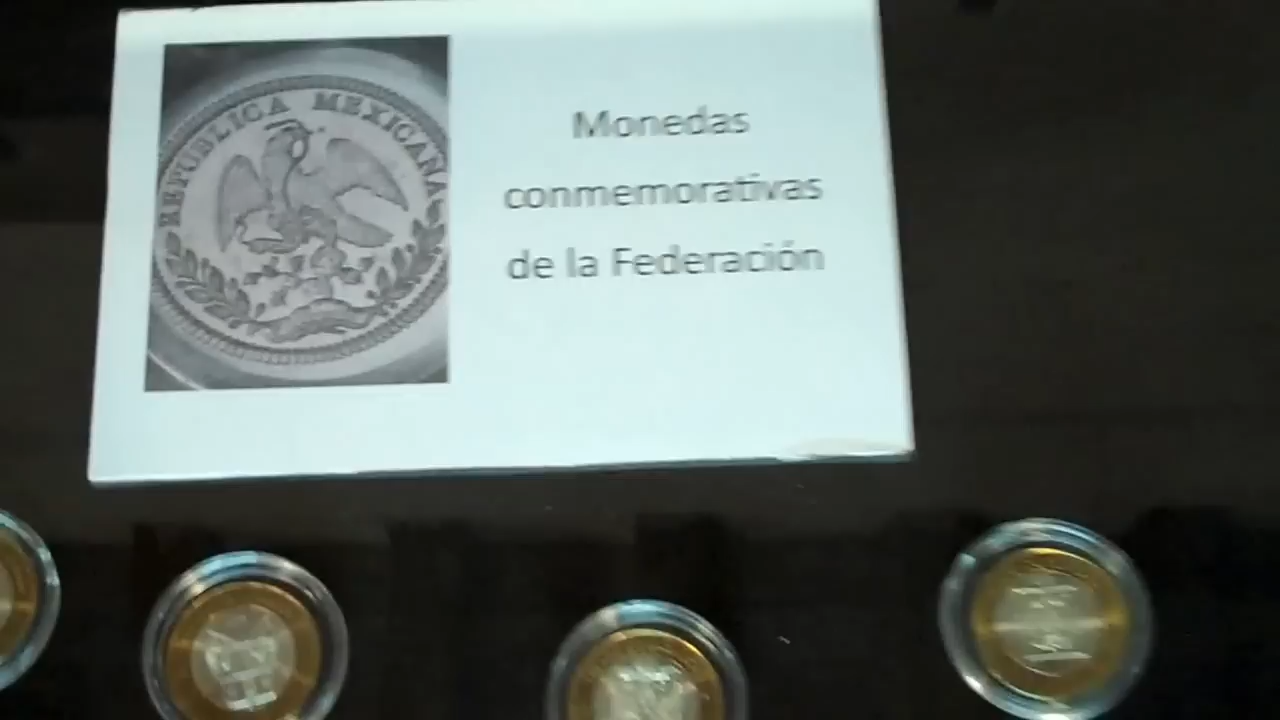 REPUBLICA MEXICANA
Monedas
conmemorativas
de la Federación